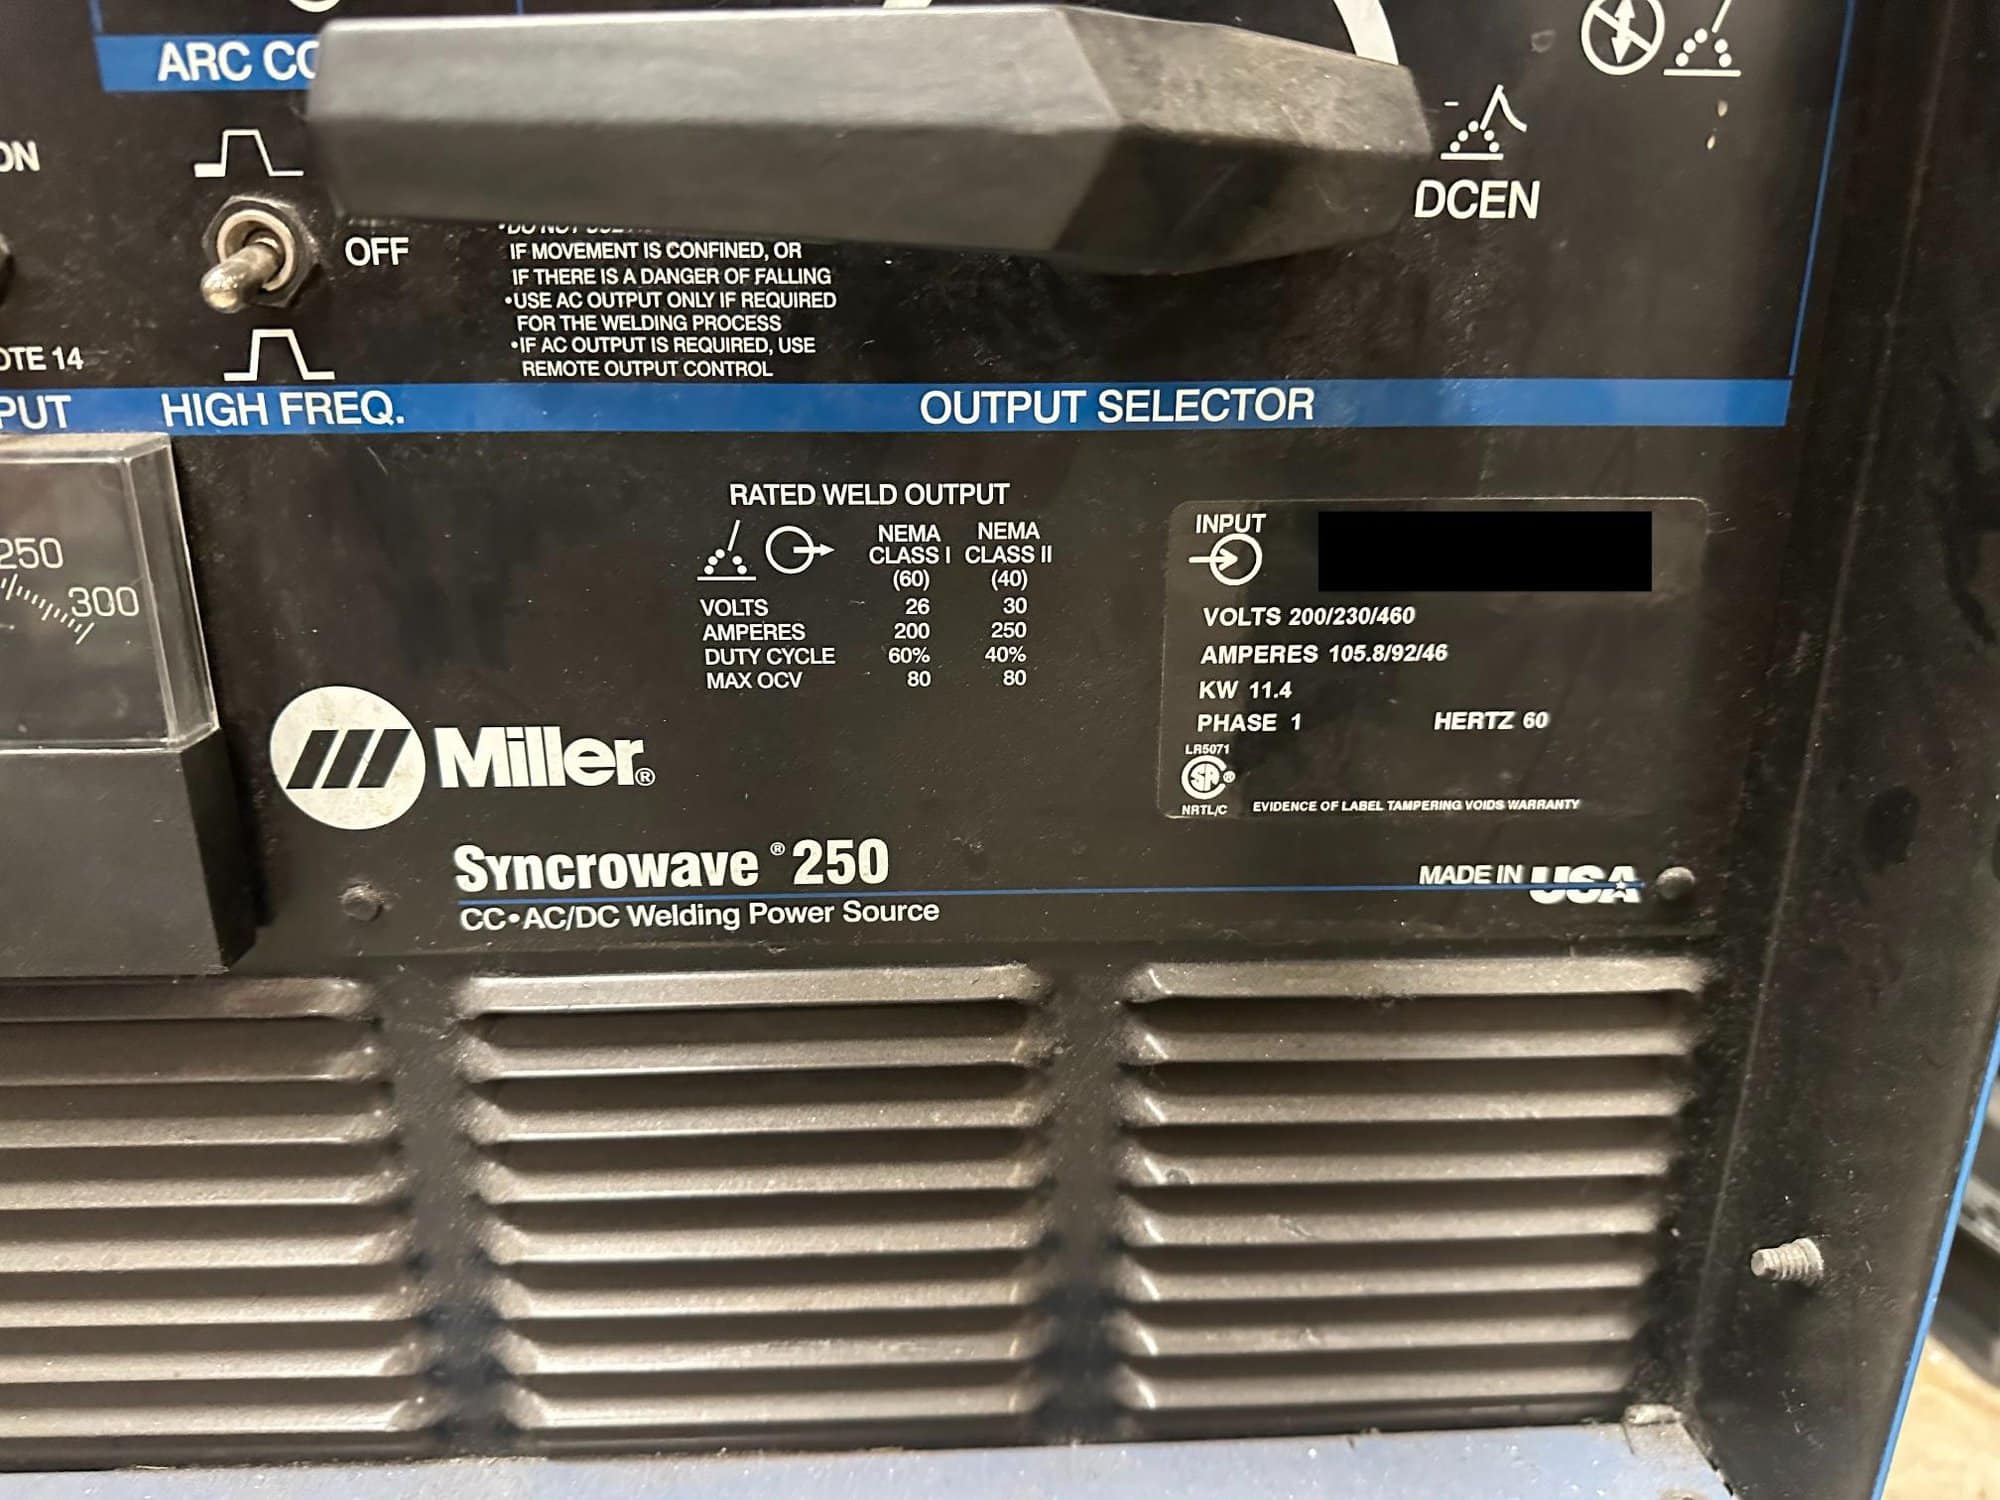 ARC
DCEN
OFF
IF MOVEMENT IS CONFINED, OR
IF THERE IS A DANGER OF FALLING
•USE AC OUTPUT ONLY IF REQUIRED
FOR THE WELDING PROCESS
•IF AC OUTPUT IS REQUIRED, USE
REMOTE OUTPUT CONTROL
14
HIGH FREQ.
OUTPUT SELECTOR
250
300
RATED WELD OUTPUT
NEMA NEMA
CLASS I CLASS II
(60) (40)
VOLTS 26 30
AMPERES 200 250
DUTY CYCLE 60% 40%
MAX OCV 80 80
INPUT
VOLTS 200/230/460
AMPERES 105.8/92/46
KW 11.4
PHASE 1 HERTZ 60
LR5071
SA®
NRTL/C EVIDENCE OF LABEL TAMPERING VOIDS WARRANTY
Miller®
Syncrowave® 250
CC•AC/DC Welding Power Source
MADE IN USA